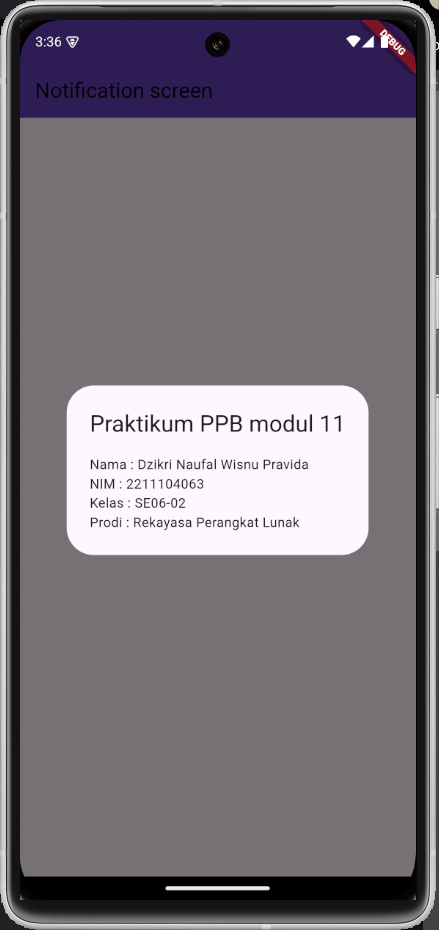 3:36
DEBUG
Notification screen
Praktikum PPB modul 11
Nama : Dzikri Naufal Wisnu Pravida
NIM : 2211104063
Kelas : SE06-02
Prodi : Rekayasa Perangkat Lunak